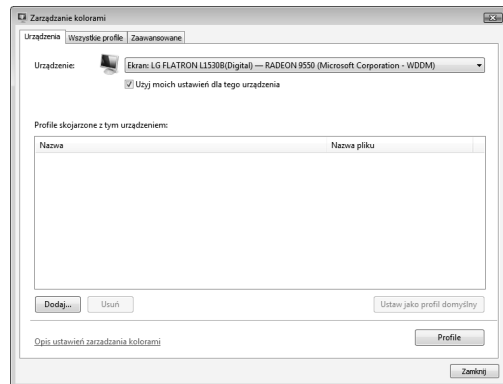 Zarządzanie kolorami
Urządzenia Wszystkie profile Zaawansowane
Urządzenie: Ekran: LG FLATRON L1530B(Digital) — RADEON 9550 (Microsoft Corporation - WDDM)
Użyj moich ustawień dla tego urządzenia
Profile skojarzone z tym urządzeniem:
Nazwa Nazwa pliku
Dodaj... Usuń Ustaw jako profil domyślny
Opis ustawień zarządzania kolorami Profile
Zamknij